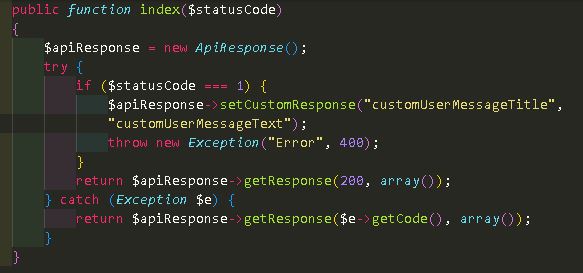 public function index($statusCode)
{
$apiResponse = new ApiResponse();
try {
if ($statusCode === 1) {
$apiResponse->setCustomResponse("customUserMessageTitle",
"customUserMessageText");
throw new Exception("Error", 400);
}
return $apiResponse->getResponse(200, array());
} catch (Exception $e) {
return $apiResponse->getResponse($e->getCode(), array());
}
}